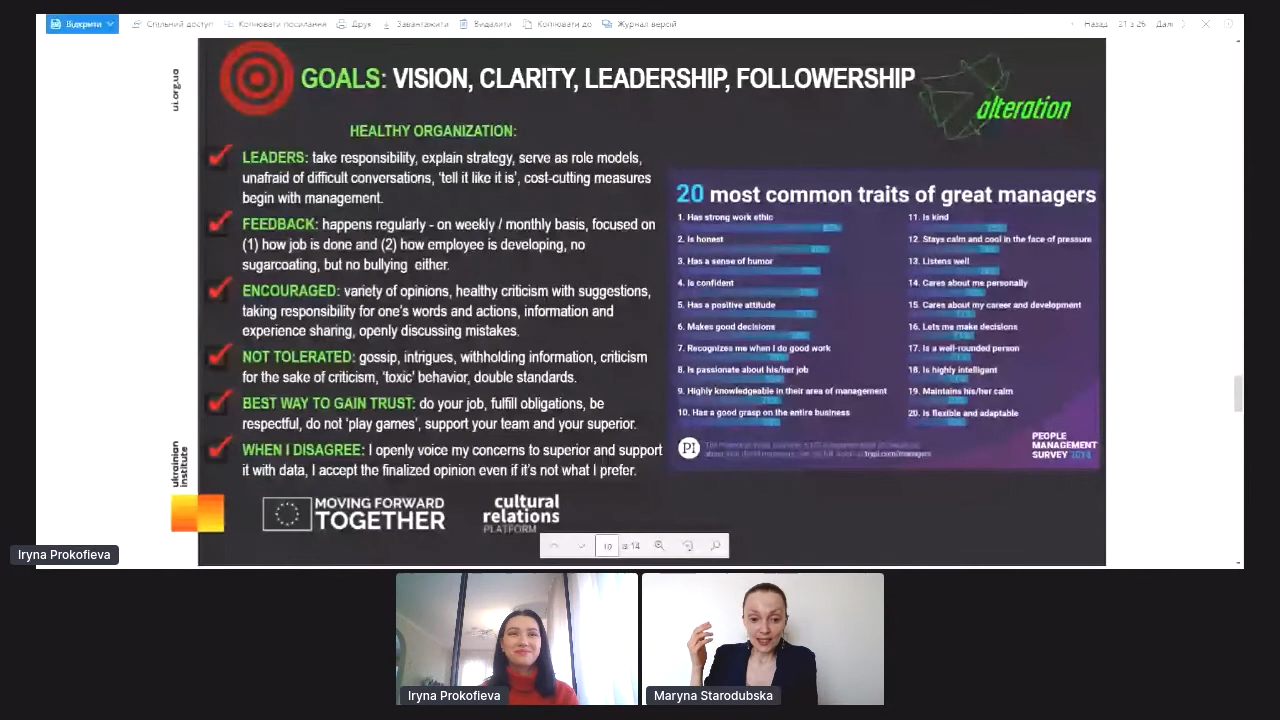 Відкрити
Спільний доступ
Копіювати посилання
Друк
Завантажити
Видалити
Копіювати до
Журнал версій
Назад
21 з 26
Далі
ui.org.ua
GOALS: VISION, CLARITY, LEADERSHIP, FOLLOWERSHIP
alteration
HEALTHY ORGANIZATION:
LEADERS: take responsibility, explain strategy, serve as role models,
unafraid of difficult conversations, 'tell it like it is', cost-cutting measures
begin with management.
FEEDBACK: happens regularly - on weekly / monthly basis, focused on
(1) how job is done and (2) how employee is developing, no
sugarcoating, but no bullying either.
ENCOURAGED: variety of opinions, healthy criticism with suggestions,
taking responsibility for one's words and actions, information and
experience sharing, openly discussing mistakes.
NOT TOLERATED: gossip, intrigues, withholding information, criticism
for the sake of criticism, 'toxic' behavior, double standards.
BEST WAY TO GAIN TRUST: do your job, fulfill obligations, be
respectful, do not 'play games', support your team and your superior.
WHEN I DISAGREE: I openly voice my concerns to superior and support
it with data, I accept the finalized opinion even if it's not what I prefer.
20 most common traits of great managers
1. Has strong work ethic
2. Is honest
3. Has a sense of humor
4. Is confident
5. Has a positive attitude
6. Makes good decisions
7. Recognizes me when I do good work
8. Is passionate about his/her job
9. Highly knowledgeable in their area of management
10. Has a good grasp on the entire business
11. Is kind
12. Stays calm and cool in the face of pressure
13. Listens well
14. Cares about me personally
15. Cares about my career and development
16. Lets me make decisions
17. Is a well-rounded person
18. Is highly intelligent
19. Maintains his/her calm
20. Is flexible and adaptable
PI
PEOPLE
MANAGEMENT
SURVEY 2018
ukrainian
institute
MOVING FORWARD
TOGETHER
cultural
relations
PLATFORM
10 із 14
Iryna Prokofieva
Iryna Prokofieva
Maryna Starodubska